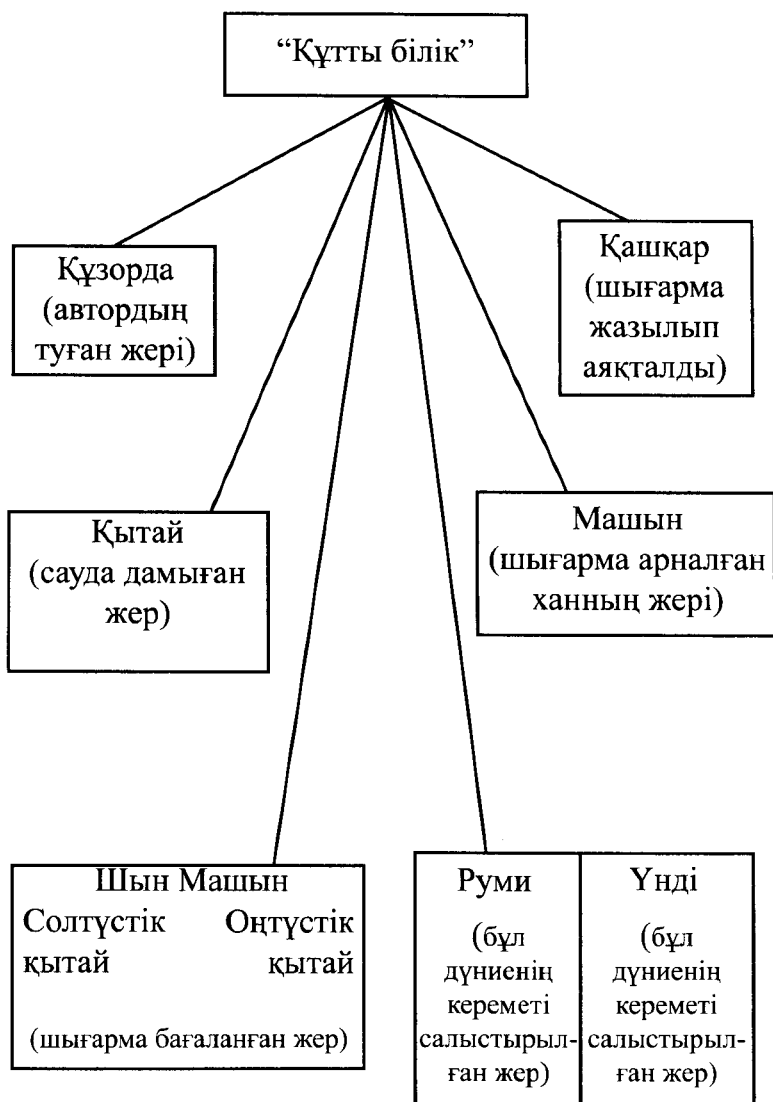 “Құтты білік”
Құзорда
(автордың
туған жері)
Қашқар
(шығарма
жазылып
аяқталды)
Қытай
(сауда дамыған
жер)
Машын
(шығарма арналған
ханның жері)
Шын Машын
Солтүстік Оңтүстік
қытай қытай
(шығарма бағаланған жер)
Руми
(бұл
дүниенің
кереметі
салыстырыл-
ған жер)
Үнді
(бұл
дүниенің
кереметі
салыстырыл-
ған жер)